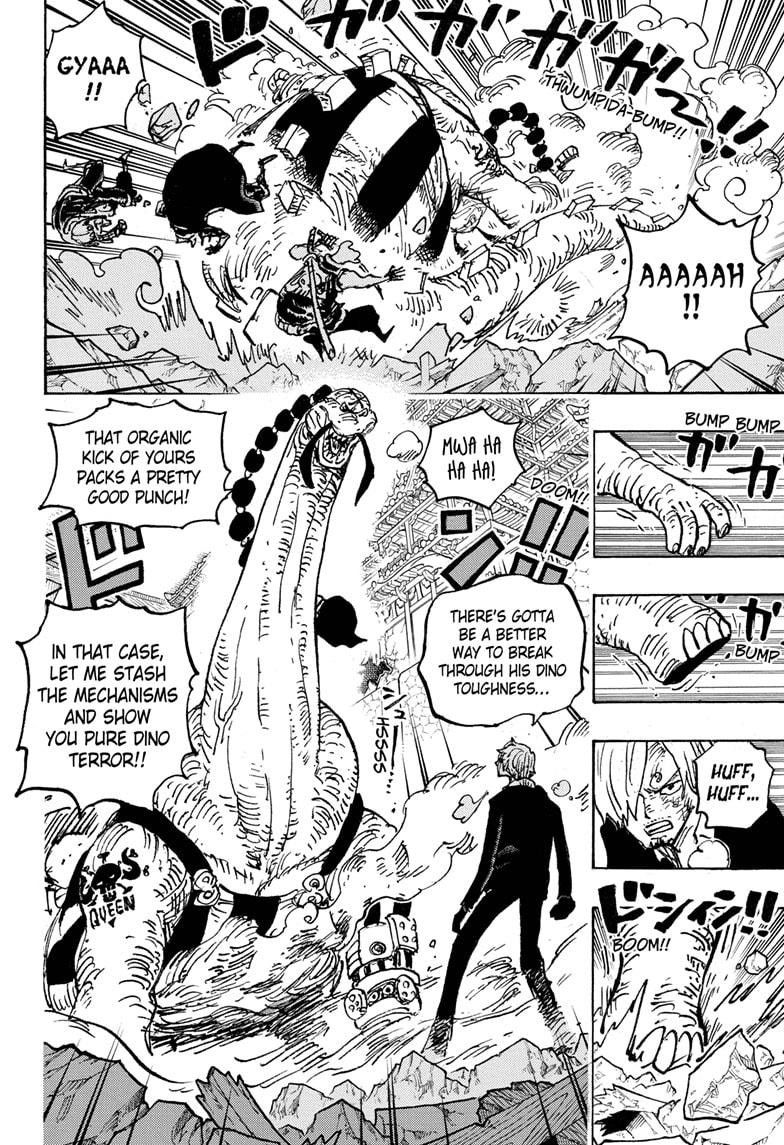 GYAAA
!!
ド
ガガガガー!!
THWUMPIDA-BUMP!!
AAAAAH
!!
BUMP BUMP
ガガ
ガ
BUMP
HUFF,
HUFF...
ドシィン!!
BOOM!!
MWA HA
HA HA!
THAT ORGANIC
KICK OF YOURS
PACKS A PRETTY
GOOD PUNCH!
DOOM!!
ドン!!
IN THAT CASE,
LET ME STASH
THE MECHANISMS
AND SHOW
YOU PURE DINO
TERROR!!
THERE'S GOTTA
BE A BETTER
WAY TO BREAK
THROUGH HIS DINO
TOUGHNESS...
HSSSS
QUEEN